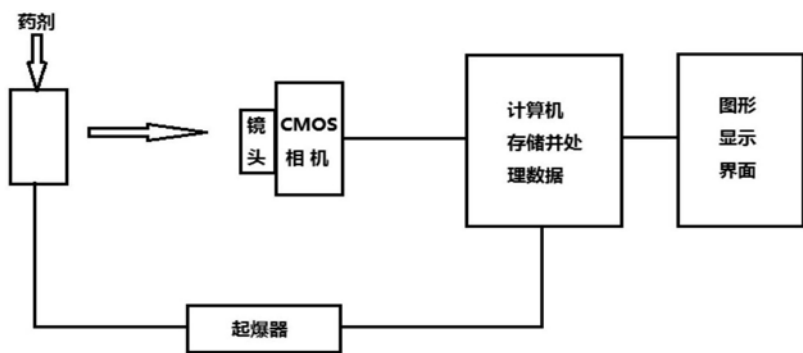 药剂
镜
头
CMOS
相 机
计算机
存储并处
理数据
图形
显示
界面
起爆器